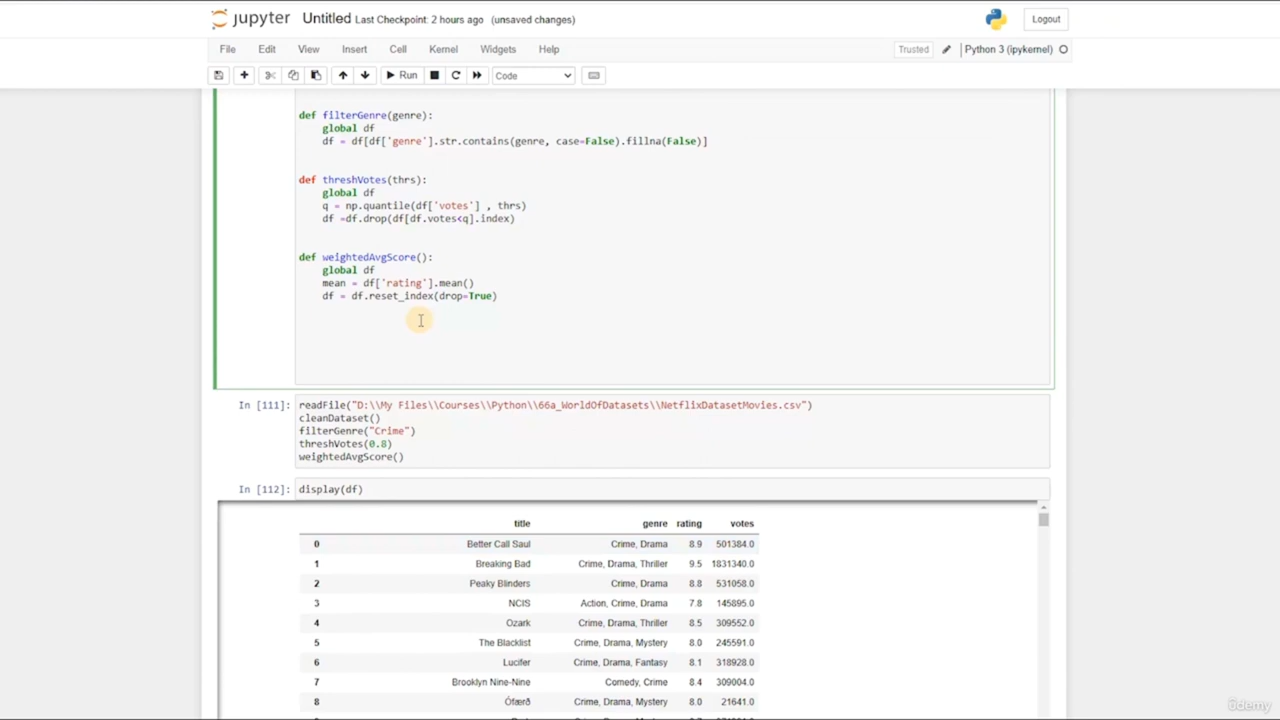 jupyter Untitled Last Checkpoint: 2 hours ago (unsaved changes) Logout
File Edit View Insert Cell Kernel Widgets Help Trusted Python 3 (ipykernel)
Run Code
def filterGenre(genre):
    global df
    df = df[df['genre'].str.contains(genre, case=False).fillna(False)]
def threshVotes(thrs):
    global df
    q = np.quantile(df['votes'] , thrs)
    df =df.drop(df[df.votes<q].index)
def weightedAvgScore():
    global df
    mean = df['rating'].mean()
    df = df.reset_index(drop=True)
In [111]: readFile("D:\\My Files\\Courses\\Python\\66a_WorldOfDatasets\\NetflixDatasetMovies.csv")
cleanDataset()
filterGenre("Crime")
threshVotes(0.8)
weightedAvgScore()
In [112]: display(df)
title genre rating votes
0 Better Call Saul Crime, Drama 8.9 501384.0
1 Breaking Bad Crime, Drama, Thriller 9.5 1831340.0
2 Peaky Blinders Crime, Drama 8.8 531058.0
3 NCIS Action, Crime, Drama 7.8 145895.0
4 Ozark Crime, Drama, Thriller 8.5 309552.0
5 The Blacklist Crime, Drama, Mystery 8.0 245591.0
6 Lucifer Crime, Drama, Fantasy 8.1 318928.0
7 Brooklyn Nine-Nine Comedy, Crime 8.4 309004.0
8 Ófærð Crime, Drama, Mystery 8.0 21641.0
ûdemy